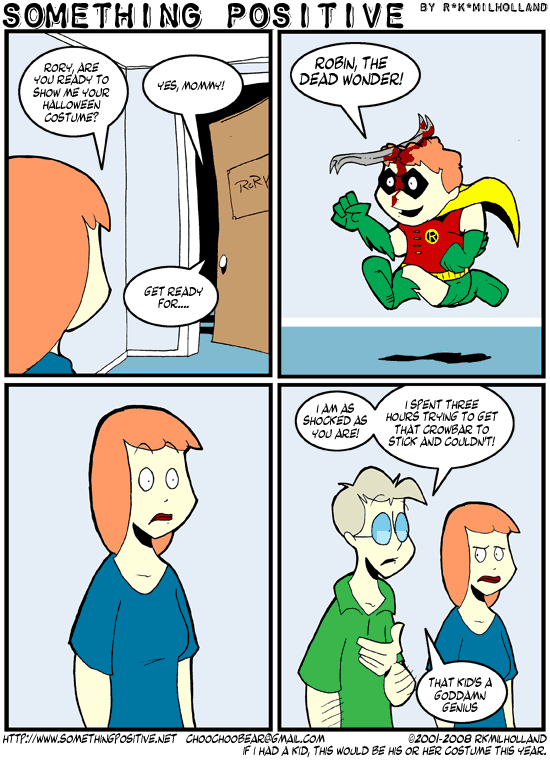 SOMETHING POSITIVE BY R*K*MILHOLLAND
RORY, ARE
YOU READY TO
SHOW ME YOUR
HALLOWEEN
COSTUME?
YES, MOMMY!
RORY
GET READY
FOR....
ROBIN, THE
DEAD WONDER!
R
I AM AS
SHOCKED AS
YOU ARE!
I SPENT THREE
HOURS TRYING TO GET
THAT CROWBAR TO
STICK AND COULDN'T!
THAT KID'S A
GODDAMN
GENIUS
HTTP://WWW.SOMETHINGPOSITIVE.NET CHOOCHOOBEAR@GMAIL.COM ©2001-2008 RKMILHOLLAND
IF I HAD A KID, THIS WOULD BE HIS OR HER COSTUME THIS YEAR.